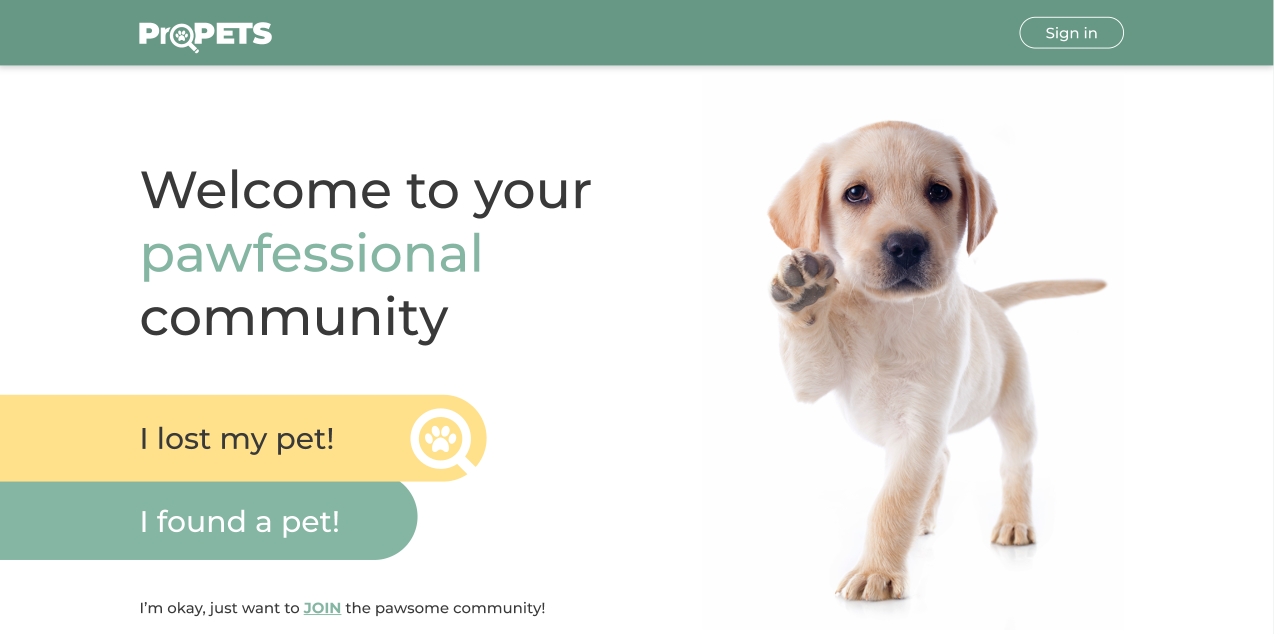 PrOPETS
Sign in
Welcome to your
pawfessional
community
I lost my pet!
I found a pet!
I’m okay, just want to JOIN the pawsome community!